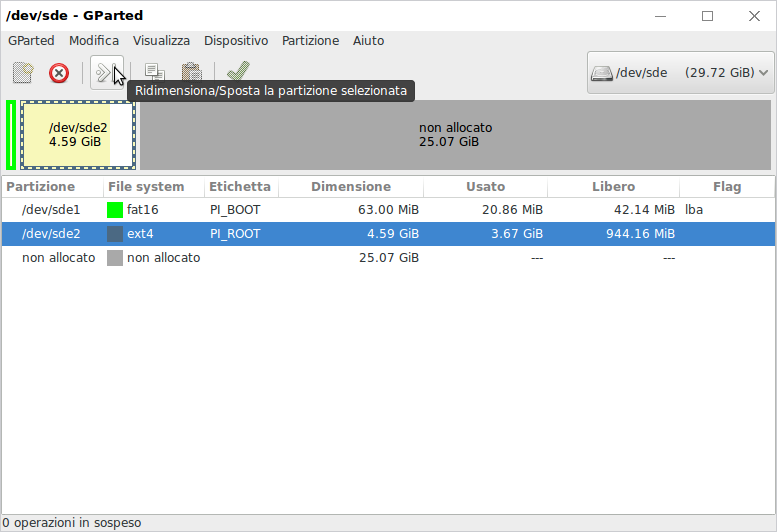 /dev/sde - GParted
GParted Modifica Visualizza Dispositivo Partizione Aiuto
/dev/sde (29.72 GiB)
Ridimensiona/Sposta la partizione selezionata
/dev/sde2
4.59 GiB
non allocato
25.07 GiB
Partizione File system Etichetta Dimensione Usato Libero Flag
/dev/sde1 fat16 PI_BOOT 63.00 MiB 20.86 MiB 42.14 MiB lba
/dev/sde2 ext4 PI_ROOT 4.59 GiB 3.67 GiB 944.16 MiB
non allocato non allocato 25.07 GiB --- ---
0 operazioni in sospeso